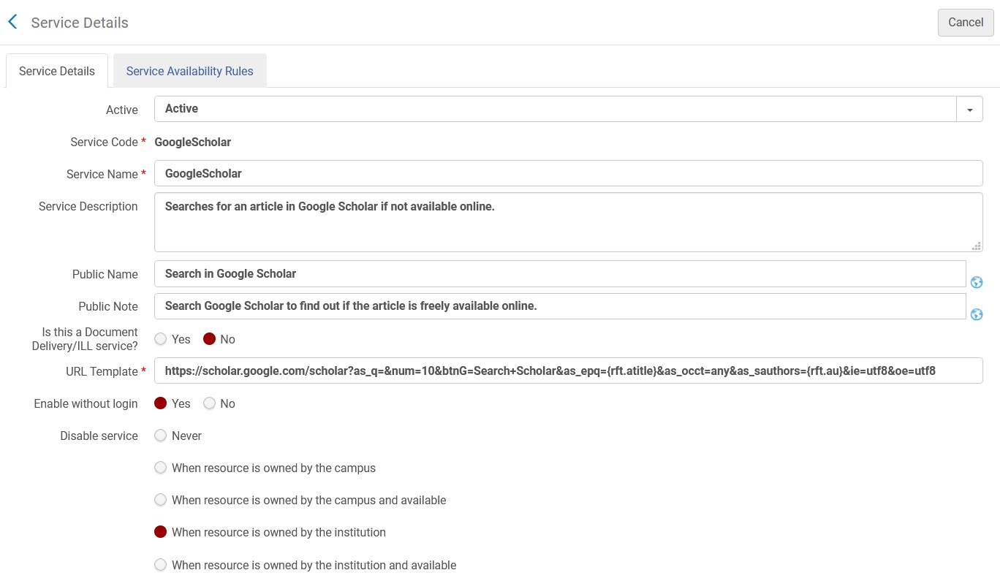 Service Details
Cancel
Service Details
Service Availability Rules
Active
Active
Service Code * GoogleScholar
Service Name * GoogleScholar
Service Description
Searches for an article in Google Scholar if not available online.
Public Name
Search in Google Scholar
Public Note
Search Google Scholar to find out if the article is freely available online.
Is this a Document
Delivery/ILL service?
Yes
No
URL Template * https://scholar.google.com/scholar?as_q=&num=10&btnG=Search+Scholar&as_epq={rft.atitle}&as_occt=any&as_sauthors={rft.au}&ie=utf8&oe=utf8
Enable without login
Yes
No
Disable service
Never
When resource is owned by the campus
When resource is owned by the campus and available
When resource is owned by the institution
When resource is owned by the institution and available